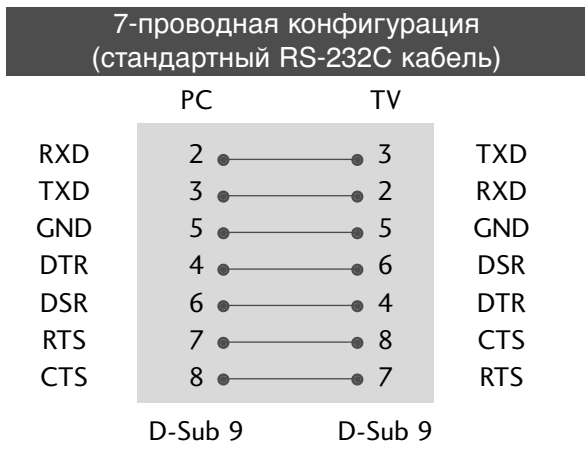 7-проводная конфигурация
(стандартный RS-232C кабель)
PC TV
RXD 2 3 TXD
TXD 3 2 RXD
GND 5 5 GND
DTR 4 6 DSR
DSR 6 4 DTR
RTS 7 8 CTS
CTS 8 7 RTS
D-Sub 9 D-Sub 9